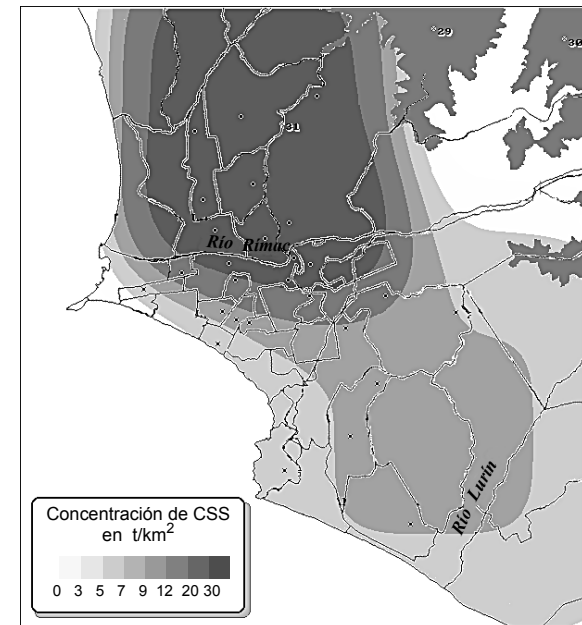 29
30
31
Río Rímac
Río Lurín
Concentración de CSS
en t/km²
0 3 5 7 9 12 20 30